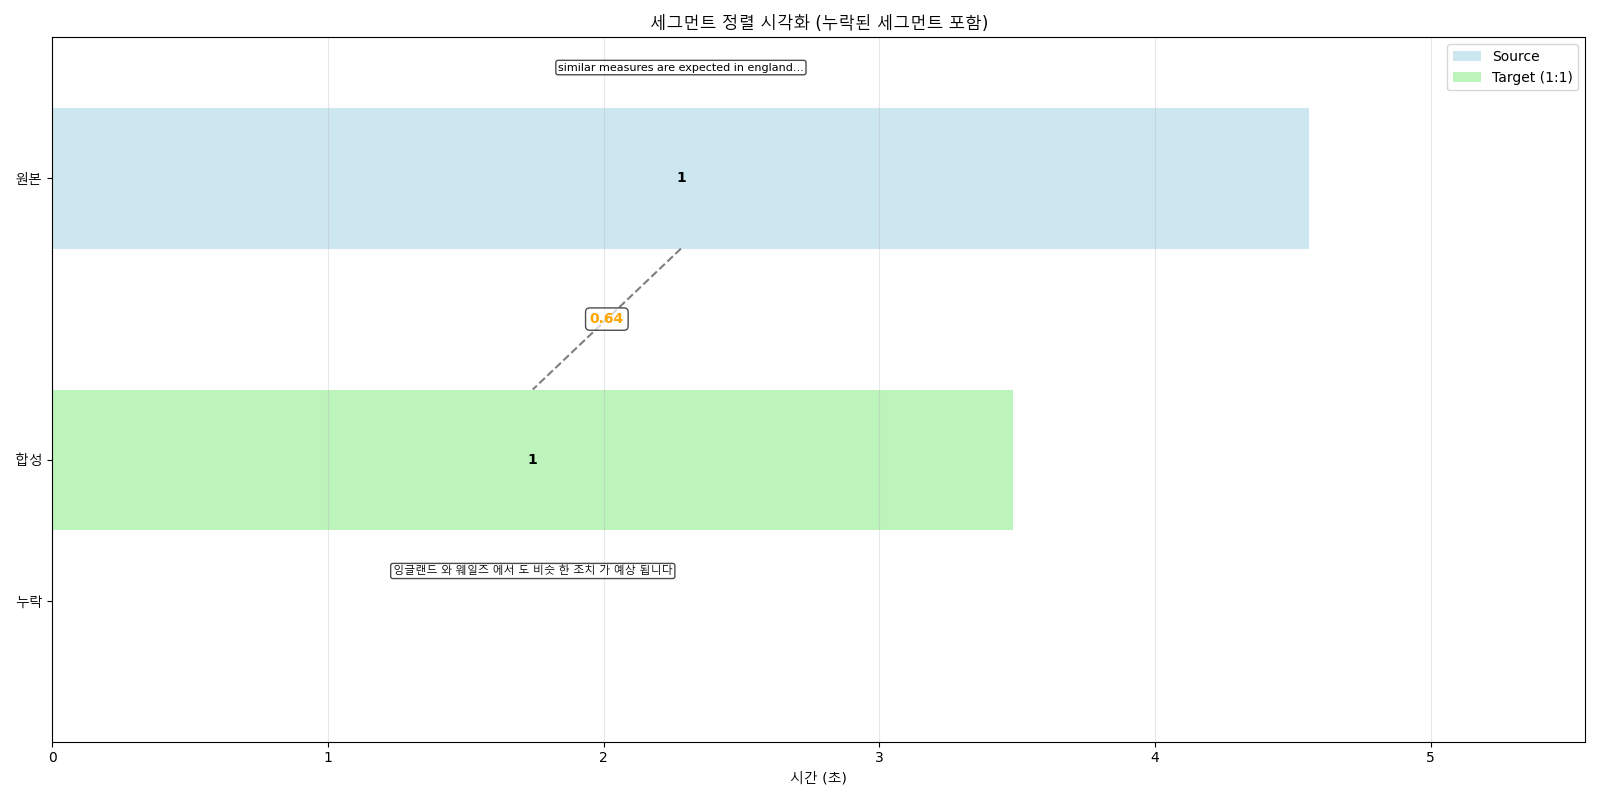 세그먼트 정렬 시각화 (누락된 세그먼트 포함)
similar measures are expected in england...
Source
Target (1:1)
원본
1
0.64
합성
1
잉글랜드 와 웨일즈 에서 도 비슷 한 조치 가 예상 됩니다
누락
0 1 2 3 4 5
시간 (초)